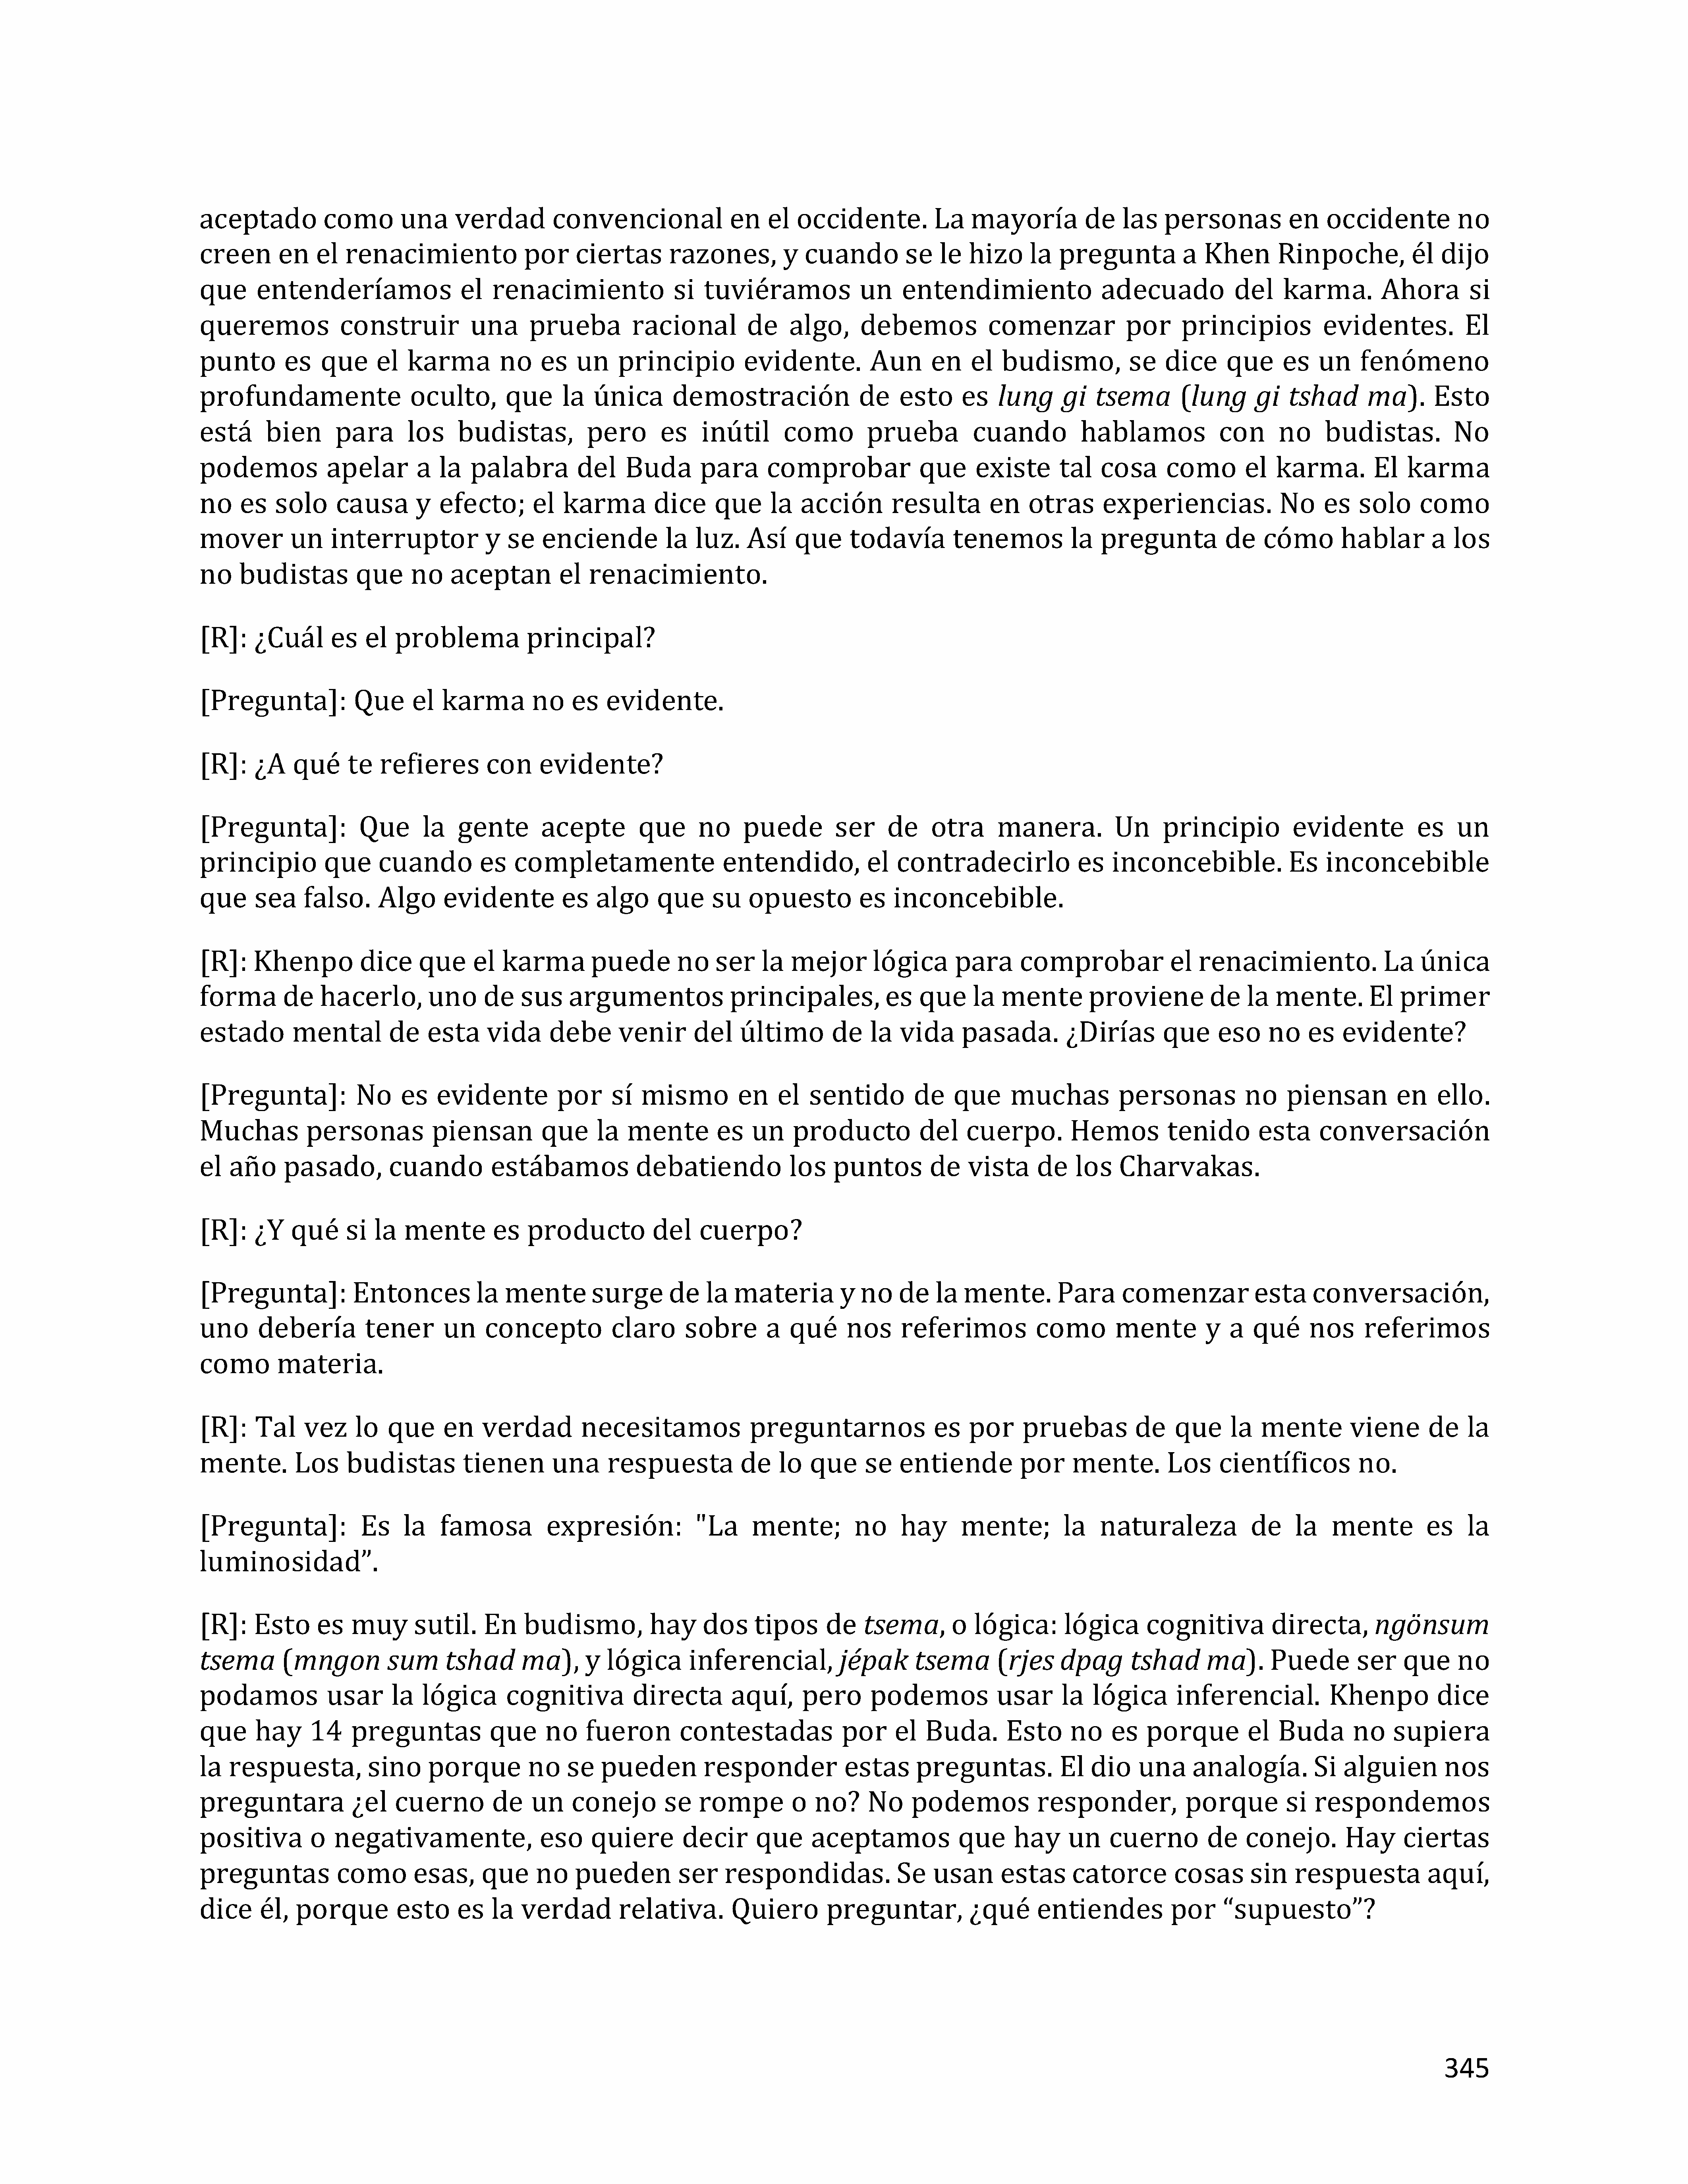 aceptado como una verdad convencional en el occidente. La mayoría de las personas en occidente no
creen en el renacimiento por ciertas razones, y cuando se le hizo la pregunta a Khen Rinpoche, él dijo
que entenderíamos el renacimiento si tuviéramos un entendimiento adecuado del karma. Ahora si
queremos construir una prueba racional de algo, debemos comenzar por principios evidentes. El
punto es que el karma no es un principio evidente. Aun en el budismo, se dice que es un fenómeno
profundamente oculto, que la única demostración de esto es lung gi tsema (lung gi tshad ma). Esto
está bien para los budistas, pero es inútil como prueba cuando hablamos con no budistas. No
podemos apelar a la palabra del Buda para comprobar que existe tal cosa como el karma. El karma
no es solo causa y efecto; el karma dice que la acción resulta en otras experiencias. No es solo como
mover un interruptor y se enciende la luz. Así que todavía tenemos la pregunta de cómo hablar a los
no budistas que no aceptan el renacimiento.
[R]: ¿Cuál es el problema principal?
[Pregunta]: Que el karma no es evidente.
[R]: ¿A qué te refieres con evidente?
[Pregunta]: Que la gente acepte que no puede ser de otra manera. Un principio evidente es un
principio que cuando es completamente entendido, el contradecirlo es inconcebible. Es inconcebible
que sea falso. Algo evidente es algo que su opuesto es inconcebible.
[R]: Khenpo dice que el karma puede no ser la mejor lógica para comprobar el renacimiento. La única
forma de hacerlo, uno de sus argumentos principales, es que la mente proviene de la mente. El primer
estado mental de esta vida debe venir del último de la vida pasada. ¿Dirías que eso no es evidente?
[Pregunta]: No es evidente por sí mismo en el sentido de que muchas personas no piensan en ello.
Muchas personas piensan que la mente es un producto del cuerpo. Hemos tenido esta conversación
el año pasado, cuando estábamos debatiendo los puntos de vista de los Charvakas.
[R]: ¿Y qué si la mente es producto del cuerpo?
[Pregunta]: Entonces la mente surge de la materia y no de la mente. Para comenzar esta conversación,
uno debería tener un concepto claro sobre a qué nos referimos como mente y a qué nos referimos
como materia.
[R]: Tal vez lo que en verdad necesitamos preguntarnos es por pruebas de que la mente viene de la
mente. Los budistas tienen una respuesta de lo que se entiende por mente. Los científicos no.
[Pregunta]: Es la famosa expresión: "La mente; no hay mente; la naturaleza de la mente es la
luminosidad”.
[R]: Esto es muy sutil. En budismo, hay dos tipos de tsema, o lógica: lógica cognitiva directa, ngönsum
tsema (mngon sum tshad ma), y lógica inferencial, jépak tsema (rjes dpag tshad ma). Puede ser que no
podamos usar la lógica cognitiva directa aquí, pero podemos usar la lógica inferencial. Khenpo dice
que hay 14 preguntas que no fueron contestadas por el Buda. Esto no es porque el Buda no supiera
la respuesta, sino porque no se pueden responder estas preguntas. El dio una analogía. Si alguien nos
preguntara ¿el cuerno de un conejo se rompe o no? No podemos responder, porque si respondemos
positiva o negativamente, eso quiere decir que aceptamos que hay un cuerno de conejo. Hay ciertas
preguntas como esas, que no pueden ser respondidas. Se usan estas catorce cosas sin respuesta aquí,
dice él, porque esto es la verdad relativa. Quiero preguntar, ¿qué entiendes por “supuesto”?
345